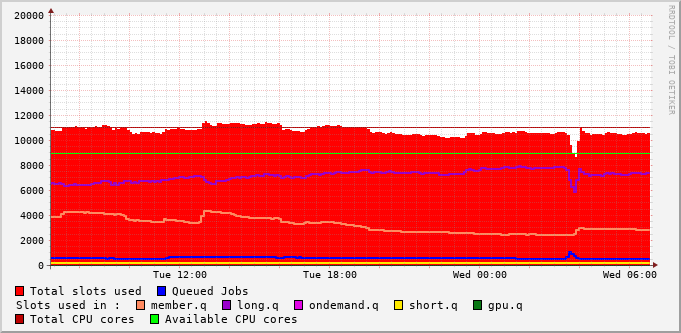 20000
18000
16000
14000
12000
10000
8000
6000
4000
2000
0
Tue 12:00 Tue 18:00 Wed 00:00 Wed 06:00
Total slots used Queued Jobs
Slots used in : member.q long.q ondemand.q short.q gpu.q
Total CPU cores Available CPU cores
RRDTOOL / TOBI OETIKER